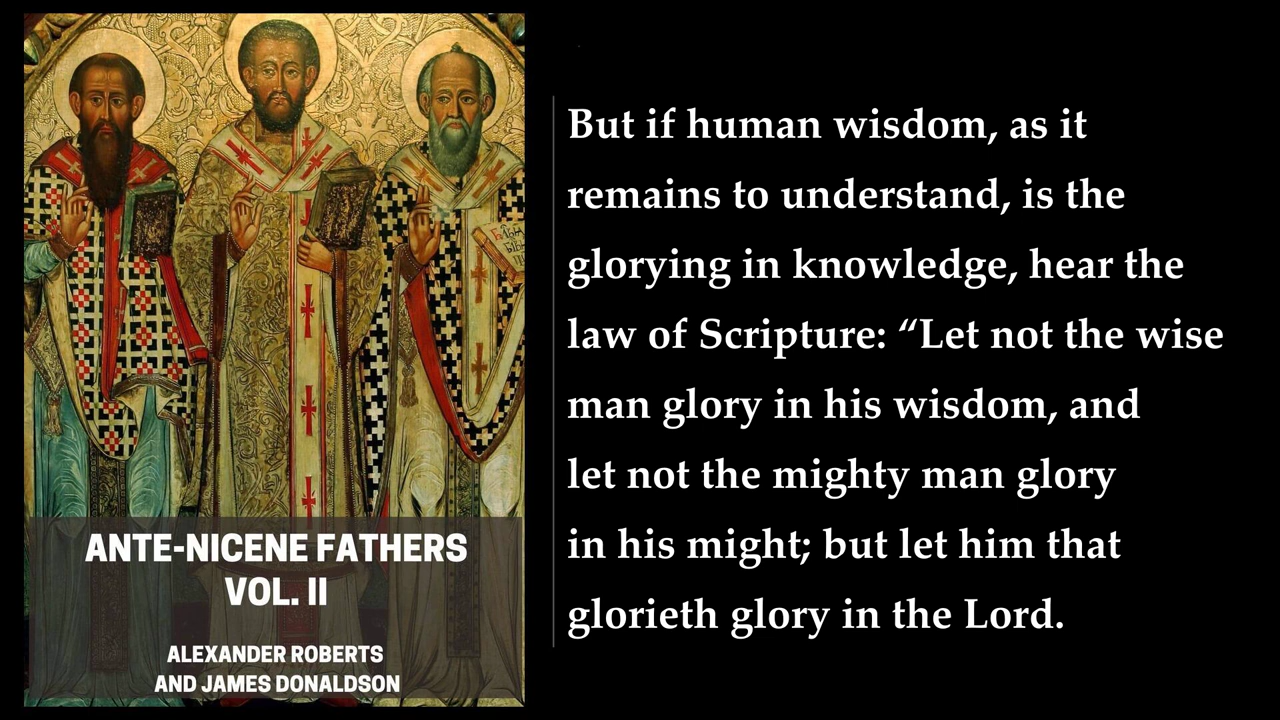 ANTE-NICENE FATHERS
VOL. II
ALEXANDER ROBERTS
AND JAMES DONALDSON
But if human wisdom, as it
remains to understand, is the
glorying in knowledge, hear the
law of Scripture: “Let not the wise
man glory in his wisdom, and
let not the mighty man glory
in his might; but let him that
glorieth glory in the Lord.